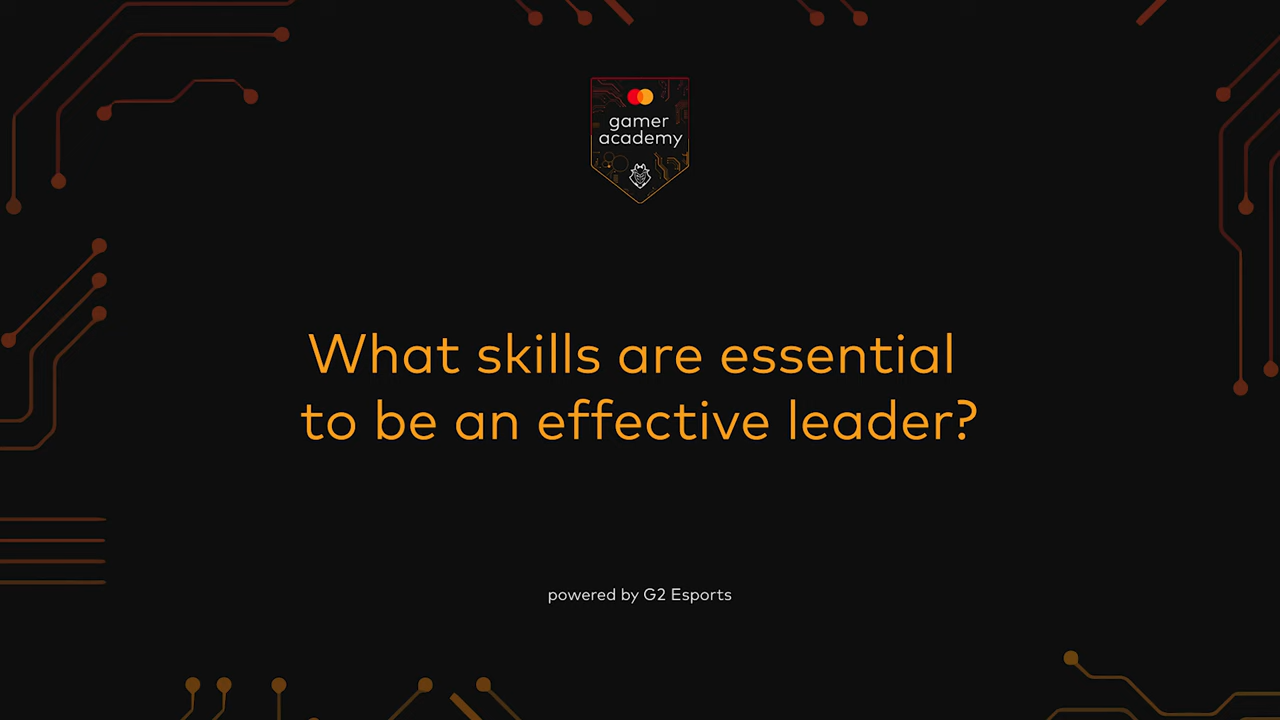 gamer
academy
What skills are essential
to be an effective leader?
powered by G2 Esports